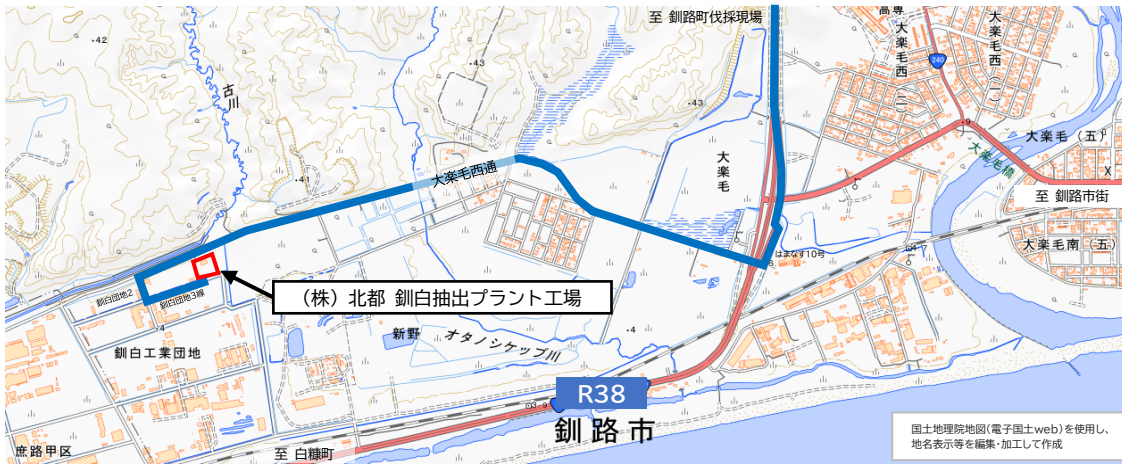 至 釧路町伐採現場
高専
大楽毛西(二)
大楽毛西(一)
240
・42
・43
・43
・9
古川
大楽毛(五)
大楽毛橋
X
大楽毛
大楽毛西通
・41
至 釧路市街
大楽毛南(五)
はまなす10号
釧白団地2
釧白団地3線
(株)北都 釧白抽出プラント工場
・4
新野
オタノシケップ川
・4
釧白工業団地
R38
釧路市
庶路甲区
至 白糠町
国土地理院地図(電子国土web)を使用し、
地名表示等を編集・加工して作成